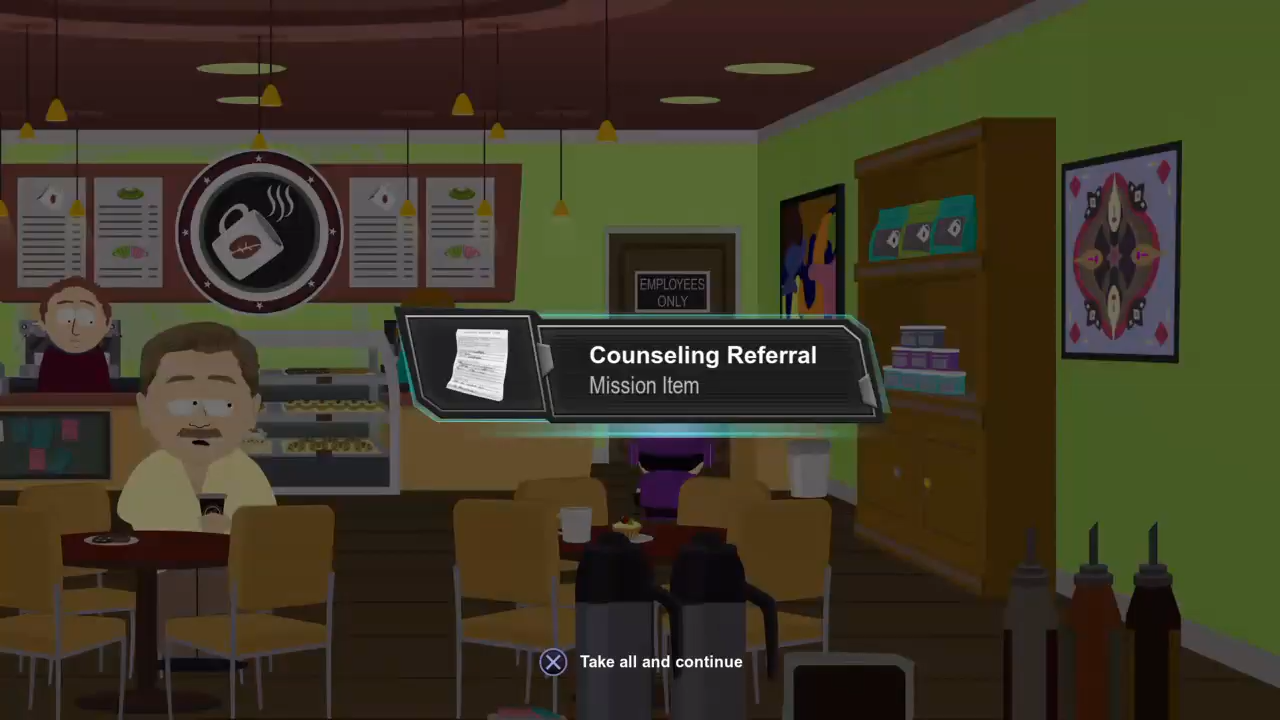 EMPLOYEES
ONLY
Counseling Referral
Mission Item
Take all and continue